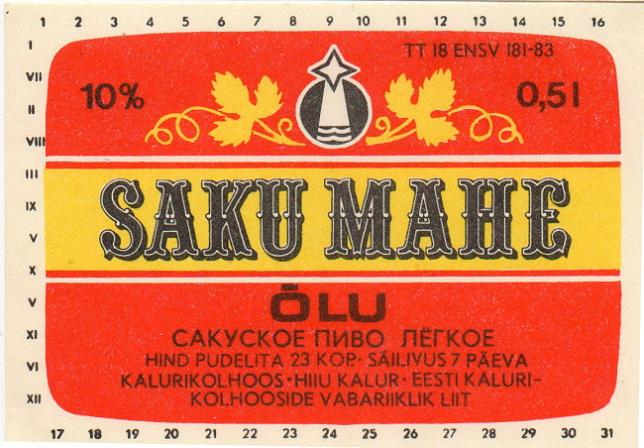 1 2 3 4 5 6 7 8 9 10 11 12 13 14 15 16
I
VII
II
VIII
III
IX
V
X
V
XI
VI
XII
TT 18 ENSV 181-83
10%
0,5l
SAKU MAHE
ÕLU
САКУСКОЕ ПИВО ЛЁГКОЕ
HIND PUDELITA 23 KOP. SÄILIVUS 7 PÄEVA
KALURIKOLHOOS · HIIU KALUR · EESTI KALURI-
KOLHOOSIDE VABARIIKLIK LIIT
17 18 19 20 21 22 23 24 25 26 27 28 29 30 31